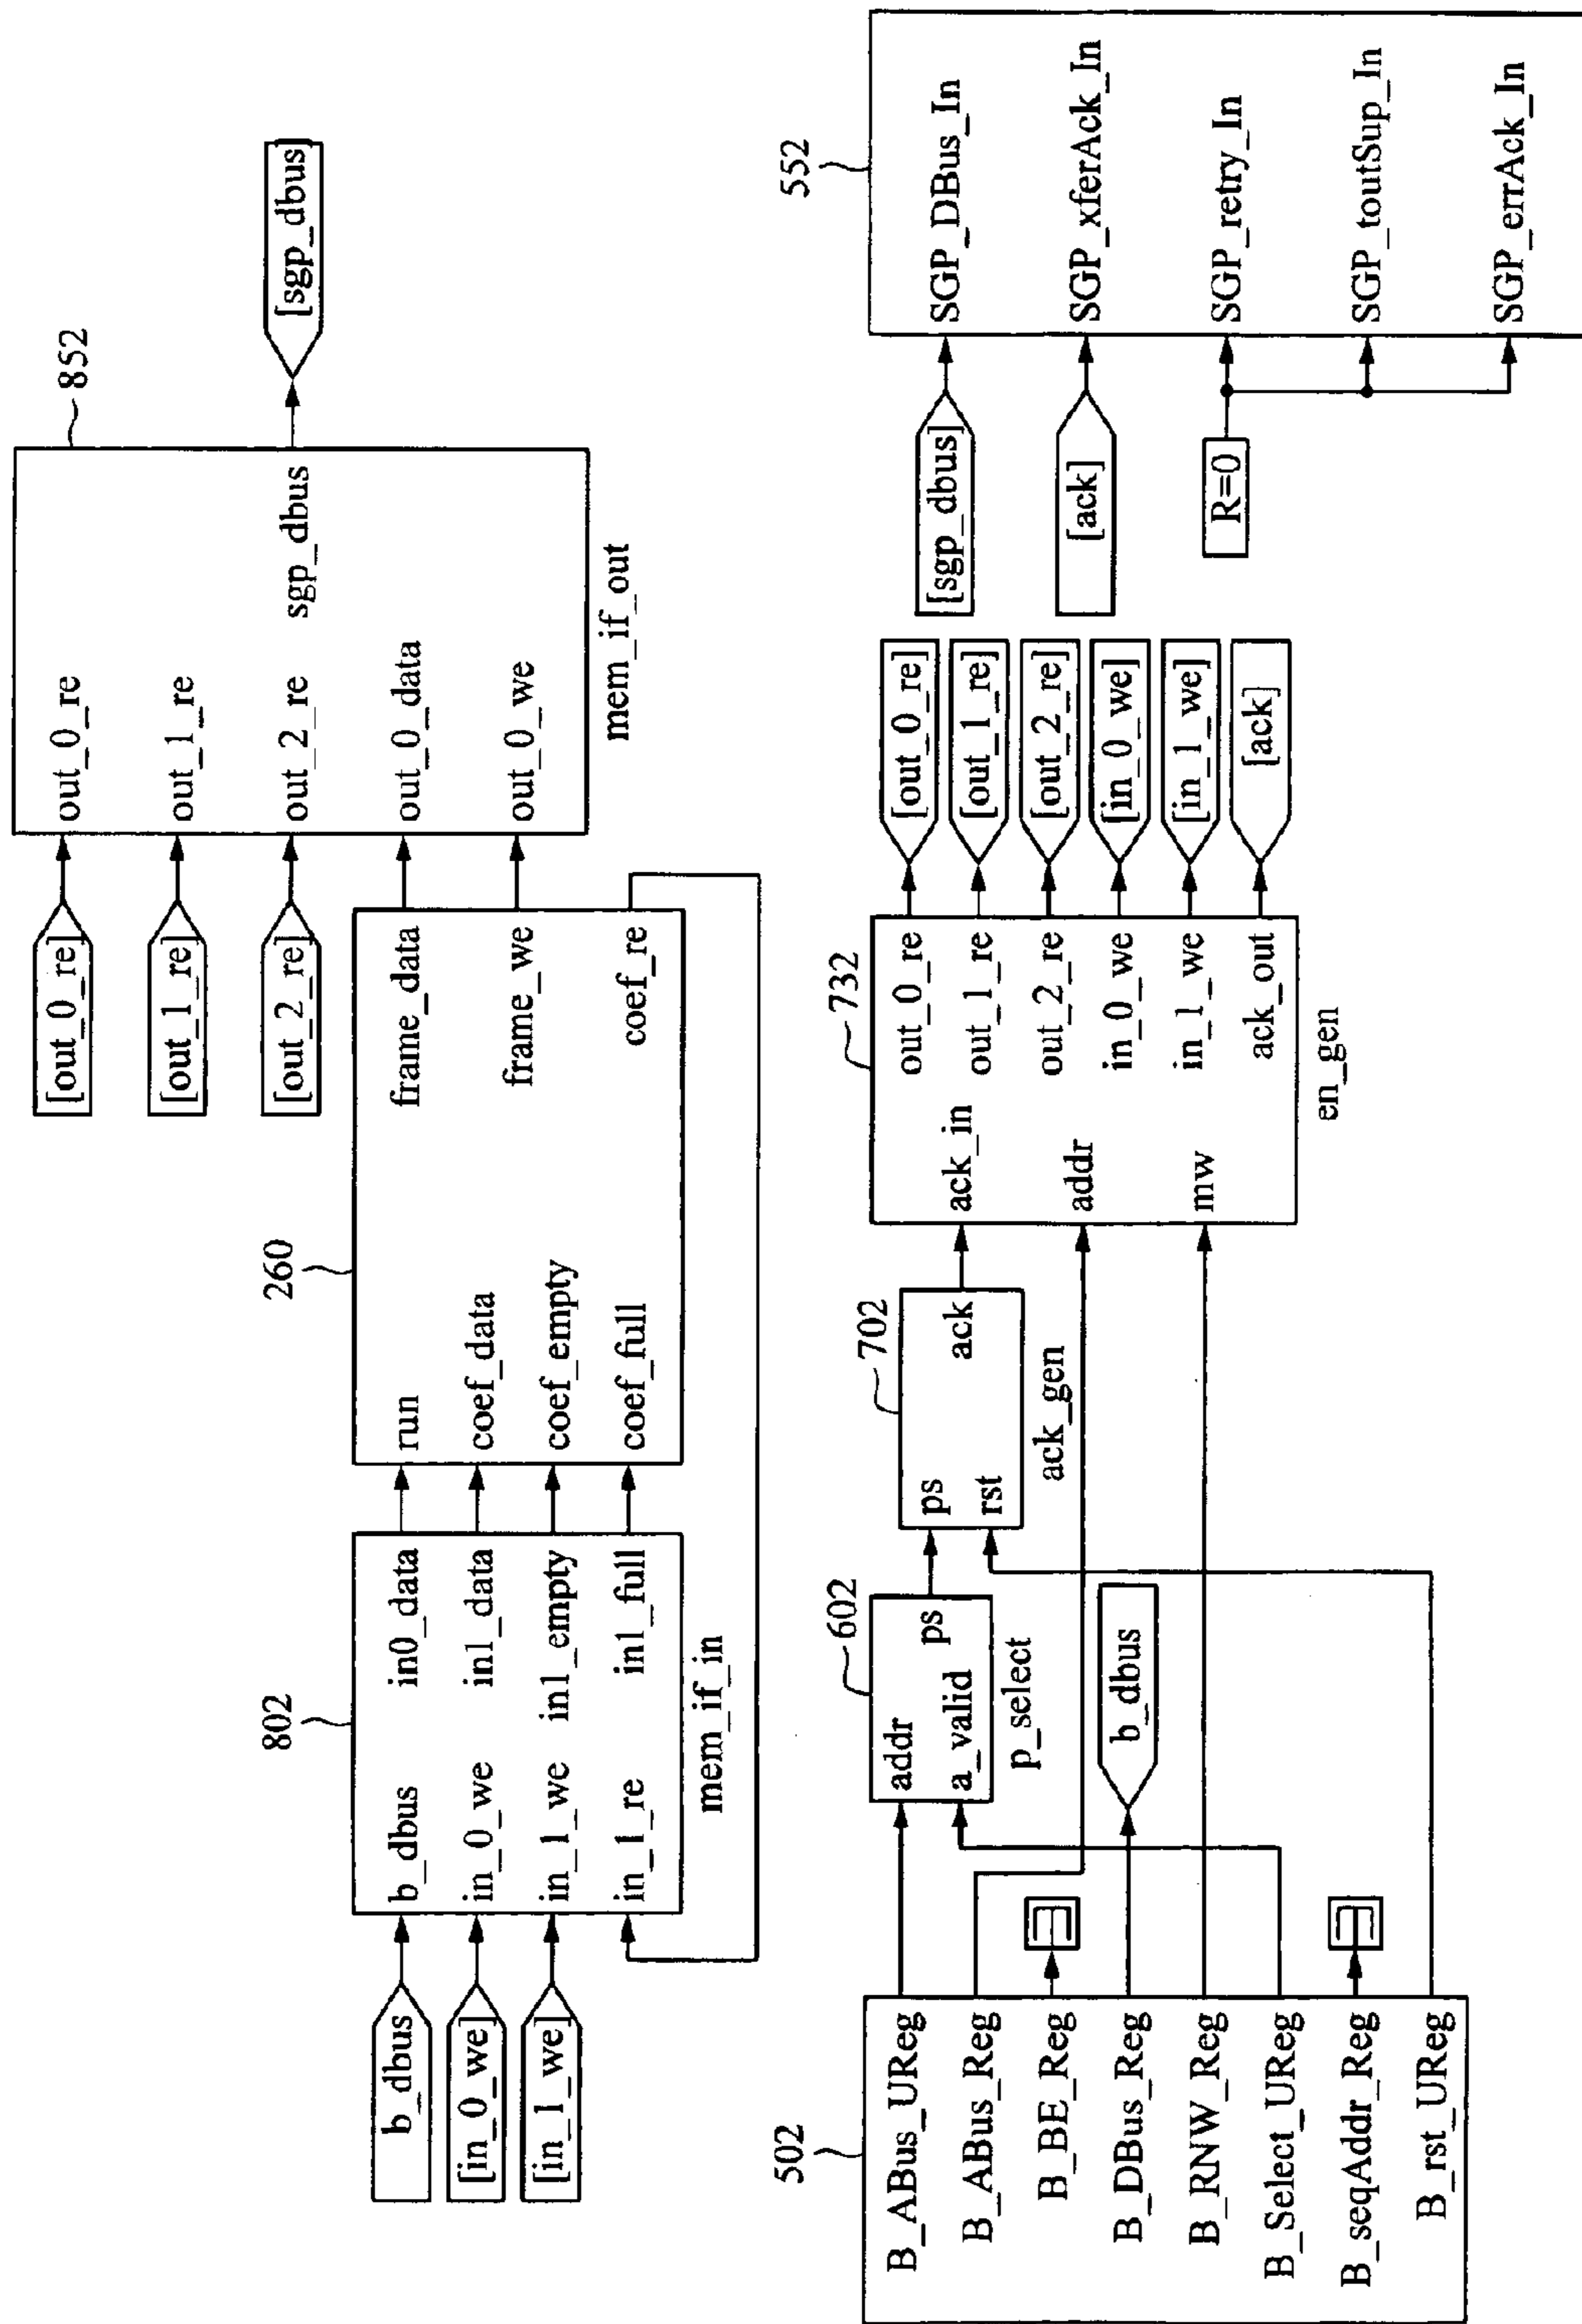 b_dbus
[in_0_we]
[in_1_we]
802
b_dbus
in_0_we
in_1_we
in_1_re
in0_data
in1_data
in1_empty
in1_full
mem_if_in
260
run
coef_data
coef_empty
coef_full
frame_data
frame_we
coef_re
[out_0_re]
[out_1_re]
[out_2_re]
852
out_0_re
out_1_re
out_2_re
out_0_data
out_0_we
sgp_dbus
mem_if_out
[sgp_dbus]
502
B_ABus_UReg
B_ABus_Reg
B_BE_Reg
B_DBus_Reg
B_RNW_Reg
B_Select_UReg
B_seqAddr_Reg
B_rst_UReg
602
addr
a_valid
ps
p_select
b_dbus
702
ps
rst
ack
ack_gen
732
ack_in
addr
rnw
out_0_re
out_1_re
out_2_re
in_0_we
in_1_we
ack_out
en_gen
[out_0_re]
[out_1_re]
[out_2_re]
[in_0_we]
[in_1_we]
[ack]
[sgp_dbus]
[ack]
R=0
552
SGP_DBus_In
SGP_xferAck_In
SGP_retry_In
SGP_toutSup_In
SGP_errAck_In